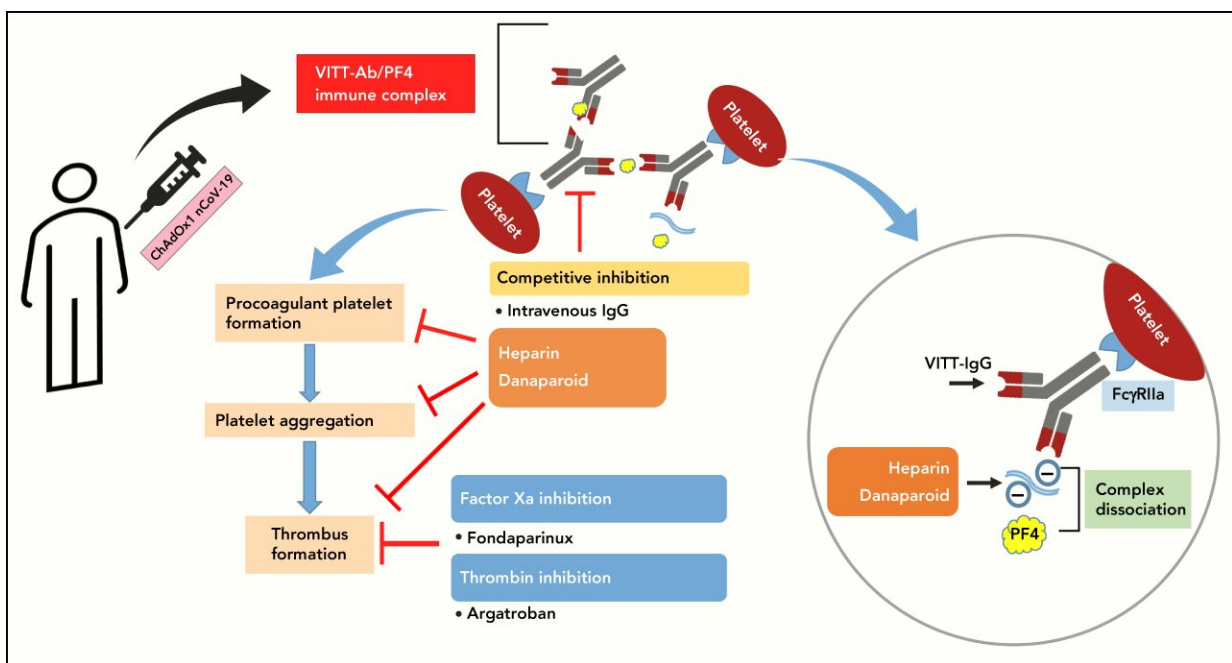 VITT-Ab/PF4
immune complex
ChAdOx1 nCoV-19
Platelet
Platelet
Competitive inhibition
• Intravenous IgG
Procoagulant platelet
formation
Heparin
Danaparoid
Platelet aggregation
Factor Xa inhibition
• Fondaparinux
Thrombus
formation
Thrombin inhibition
• Argatroban
Platelet
VITT-IgG
FcγRIIa
Heparin
Danaparoid
Complex
dissociation
PF4